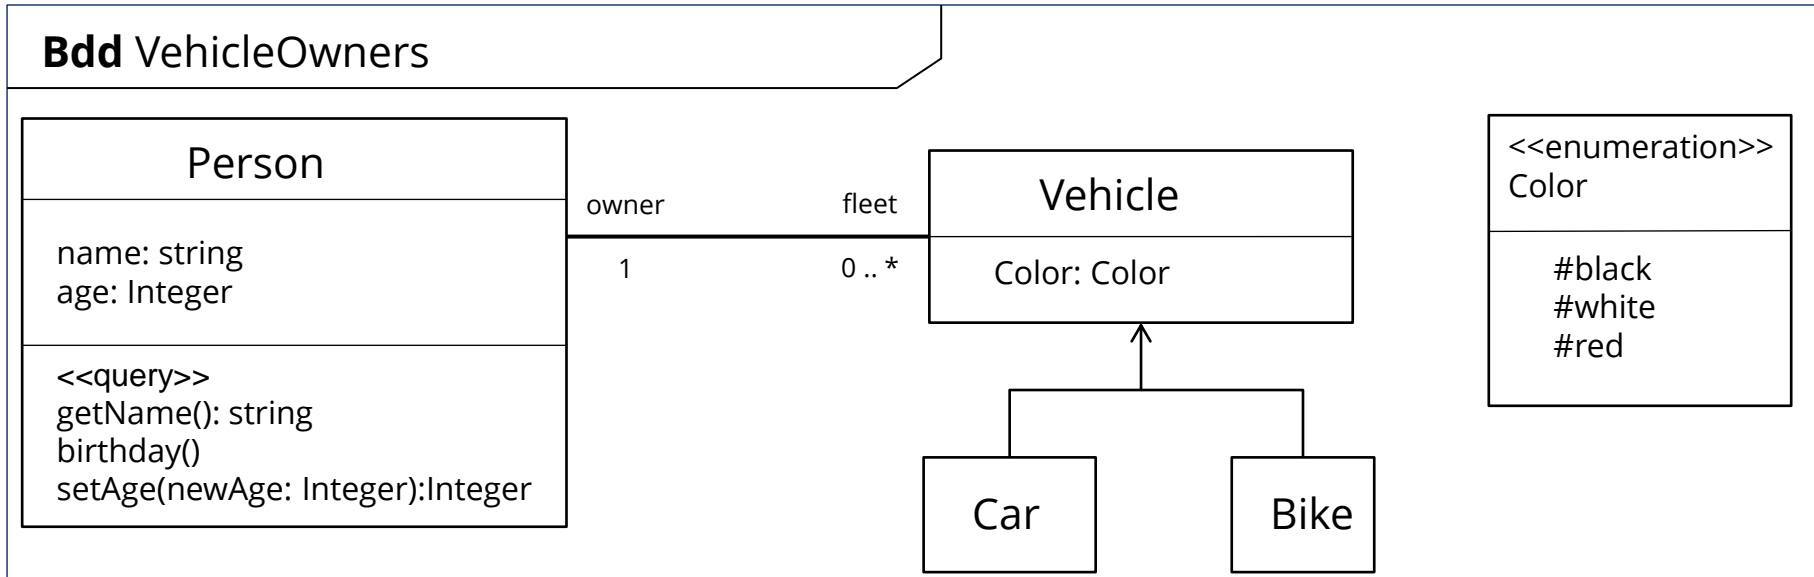 Bdd VehicleOwners
Person
name: string
age: Integer
<<query>>
getName(): string
birthday()
setAge(newAge: Integer):Integer
owner
fleet
1
0 .. *
Vehicle
Color: Color
Car
Bike
<<enumeration>>
Color
#black
#white
#red